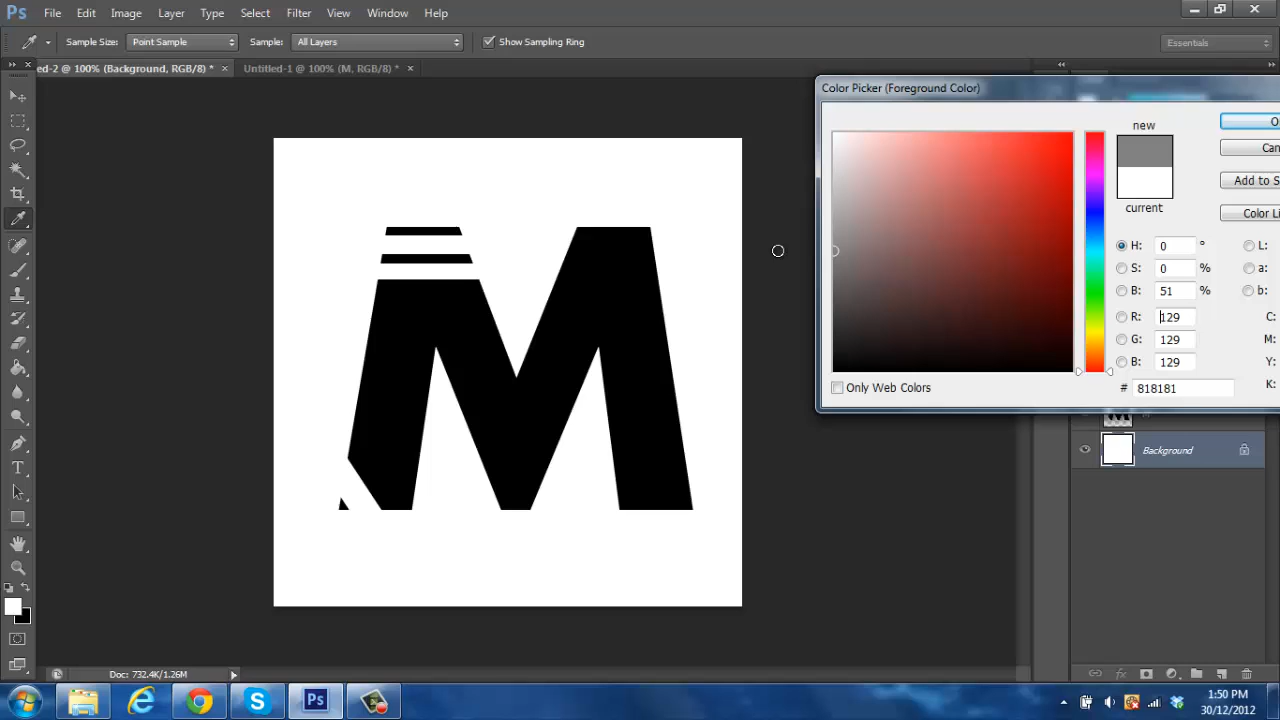 Ps File Edit Image Layer Type Select Filter View Window Help
Sample Size: Point Sample Sample: All Layers Show Sampling Ring Essentials
ed-2 @ 100% (Background, RGB/8) * × Untitled-1 @ 100% (M, RGB/8) * ×
Color Picker (Foreground Color)
new
current
O
Can
Add to S
Color Li
H: 0 °
S: 0 %
B: 51 %
R: 129
G: 129
B: 129
# 818181
L:
a:
b:
C:
M:
Y:
K:
Only Web Colors
M
Background
T
Doc: 732.4K/1.26M
fx
S Ps
1:50 PM
30/12/2012